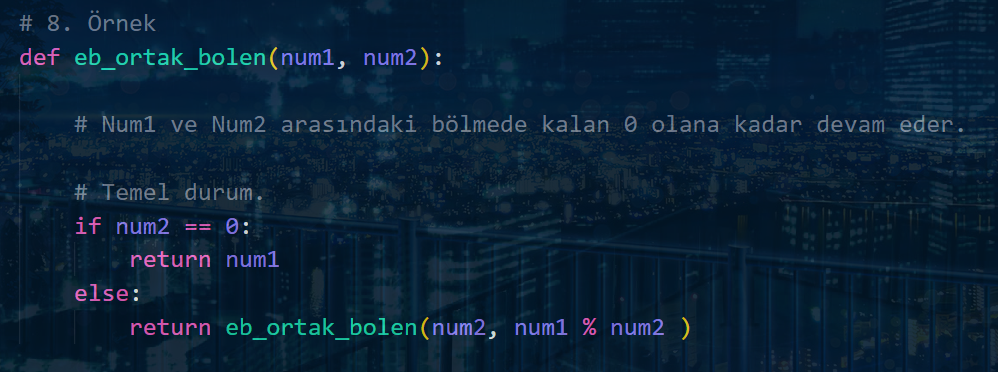 # 8. Örnek
def eb_ortak_bolen(num1, num2):
# Num1 ve Num2 arasındaki bölmede kalan 0 olana kadar devam eder.
# Temel durum.
if num2 == 0:
return num1
else:
return eb_ortak_bolen(num2, num1 % num2 )